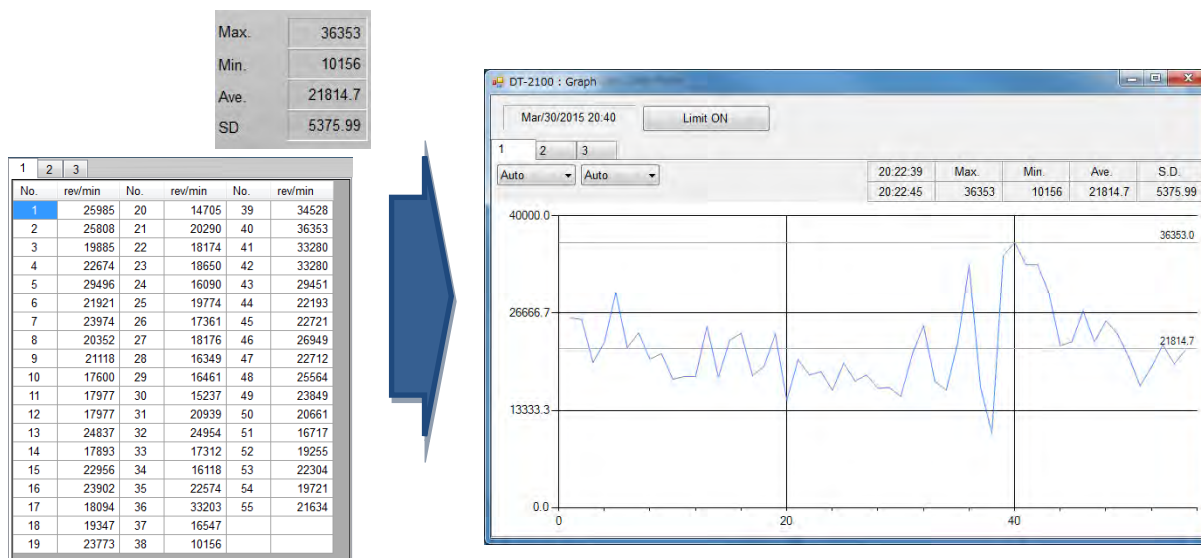 Max. 36353
Min. 10156
Ave. 21814.7
SD 5375.99
1 2 3
No. rev/min No. rev/min No. rev/min
1 25985 20 14705 39 34528
2 25808 21 20290 40 36353
3 19885 22 18174 41 33280
4 22674 23 18650 42 33280
5 29496 24 16090 43 29451
6 21921 25 19774 44 22193
7 23974 26 17361 45 22721
8 20352 27 18176 46 26949
9 21118 28 16349 47 22712
10 17600 29 16461 48 25564
11 17977 30 15237 49 23849
12 17977 31 20939 50 20661
13 24837 32 24954 51 16717
14 17893 33 17312 52 19255
15 22956 34 16118 53 22304
16 23902 35 22574 54 19721
17 18094 36 33203 55 21634
18 19347 37 16547
19 23773 38 10156
DT-2100 : Graph
Mar/30/2015 20:40 Limit ON
1 2 3
Auto Auto
20:22:39 Max. Min. Ave. S.D.
20:22:45 36353 10156 21814.7 5375.99
40000.0
36353.0
26666.7
21814.7
13333.3
0.0
0 20 40